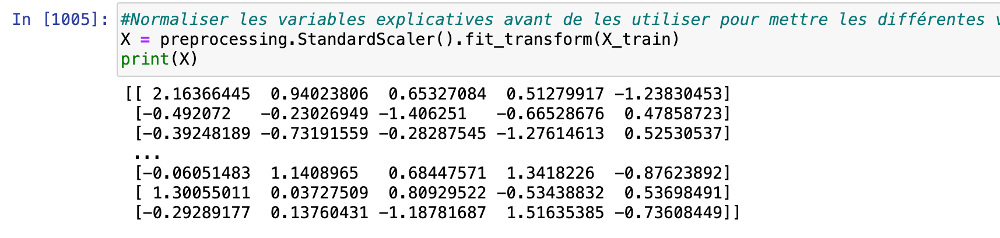 In [1005]: #Normaliser les variables explicatives avant de les utiliser pour mettre les différentes
X = preprocessing.StandardScaler().fit_transform(X_train)
print(X)
[[ 2.16366445  0.94023806  0.65327084  0.51279917 -1.23830453]
 [-0.492072   -0.23026949 -1.406251   -0.66528676  0.47858723]
 [-0.39248189 -0.73191559 -0.28287545 -1.27614613  0.52530537]
 ...
 [-0.06051483  1.1408965   0.68447571  1.3418226  -0.87623892]
 [ 1.30055011  0.03727509  0.80929522 -0.53438832  0.53698491]
 [-0.29289177  0.13760431 -1.18781687  1.51635385 -0.73608449]]